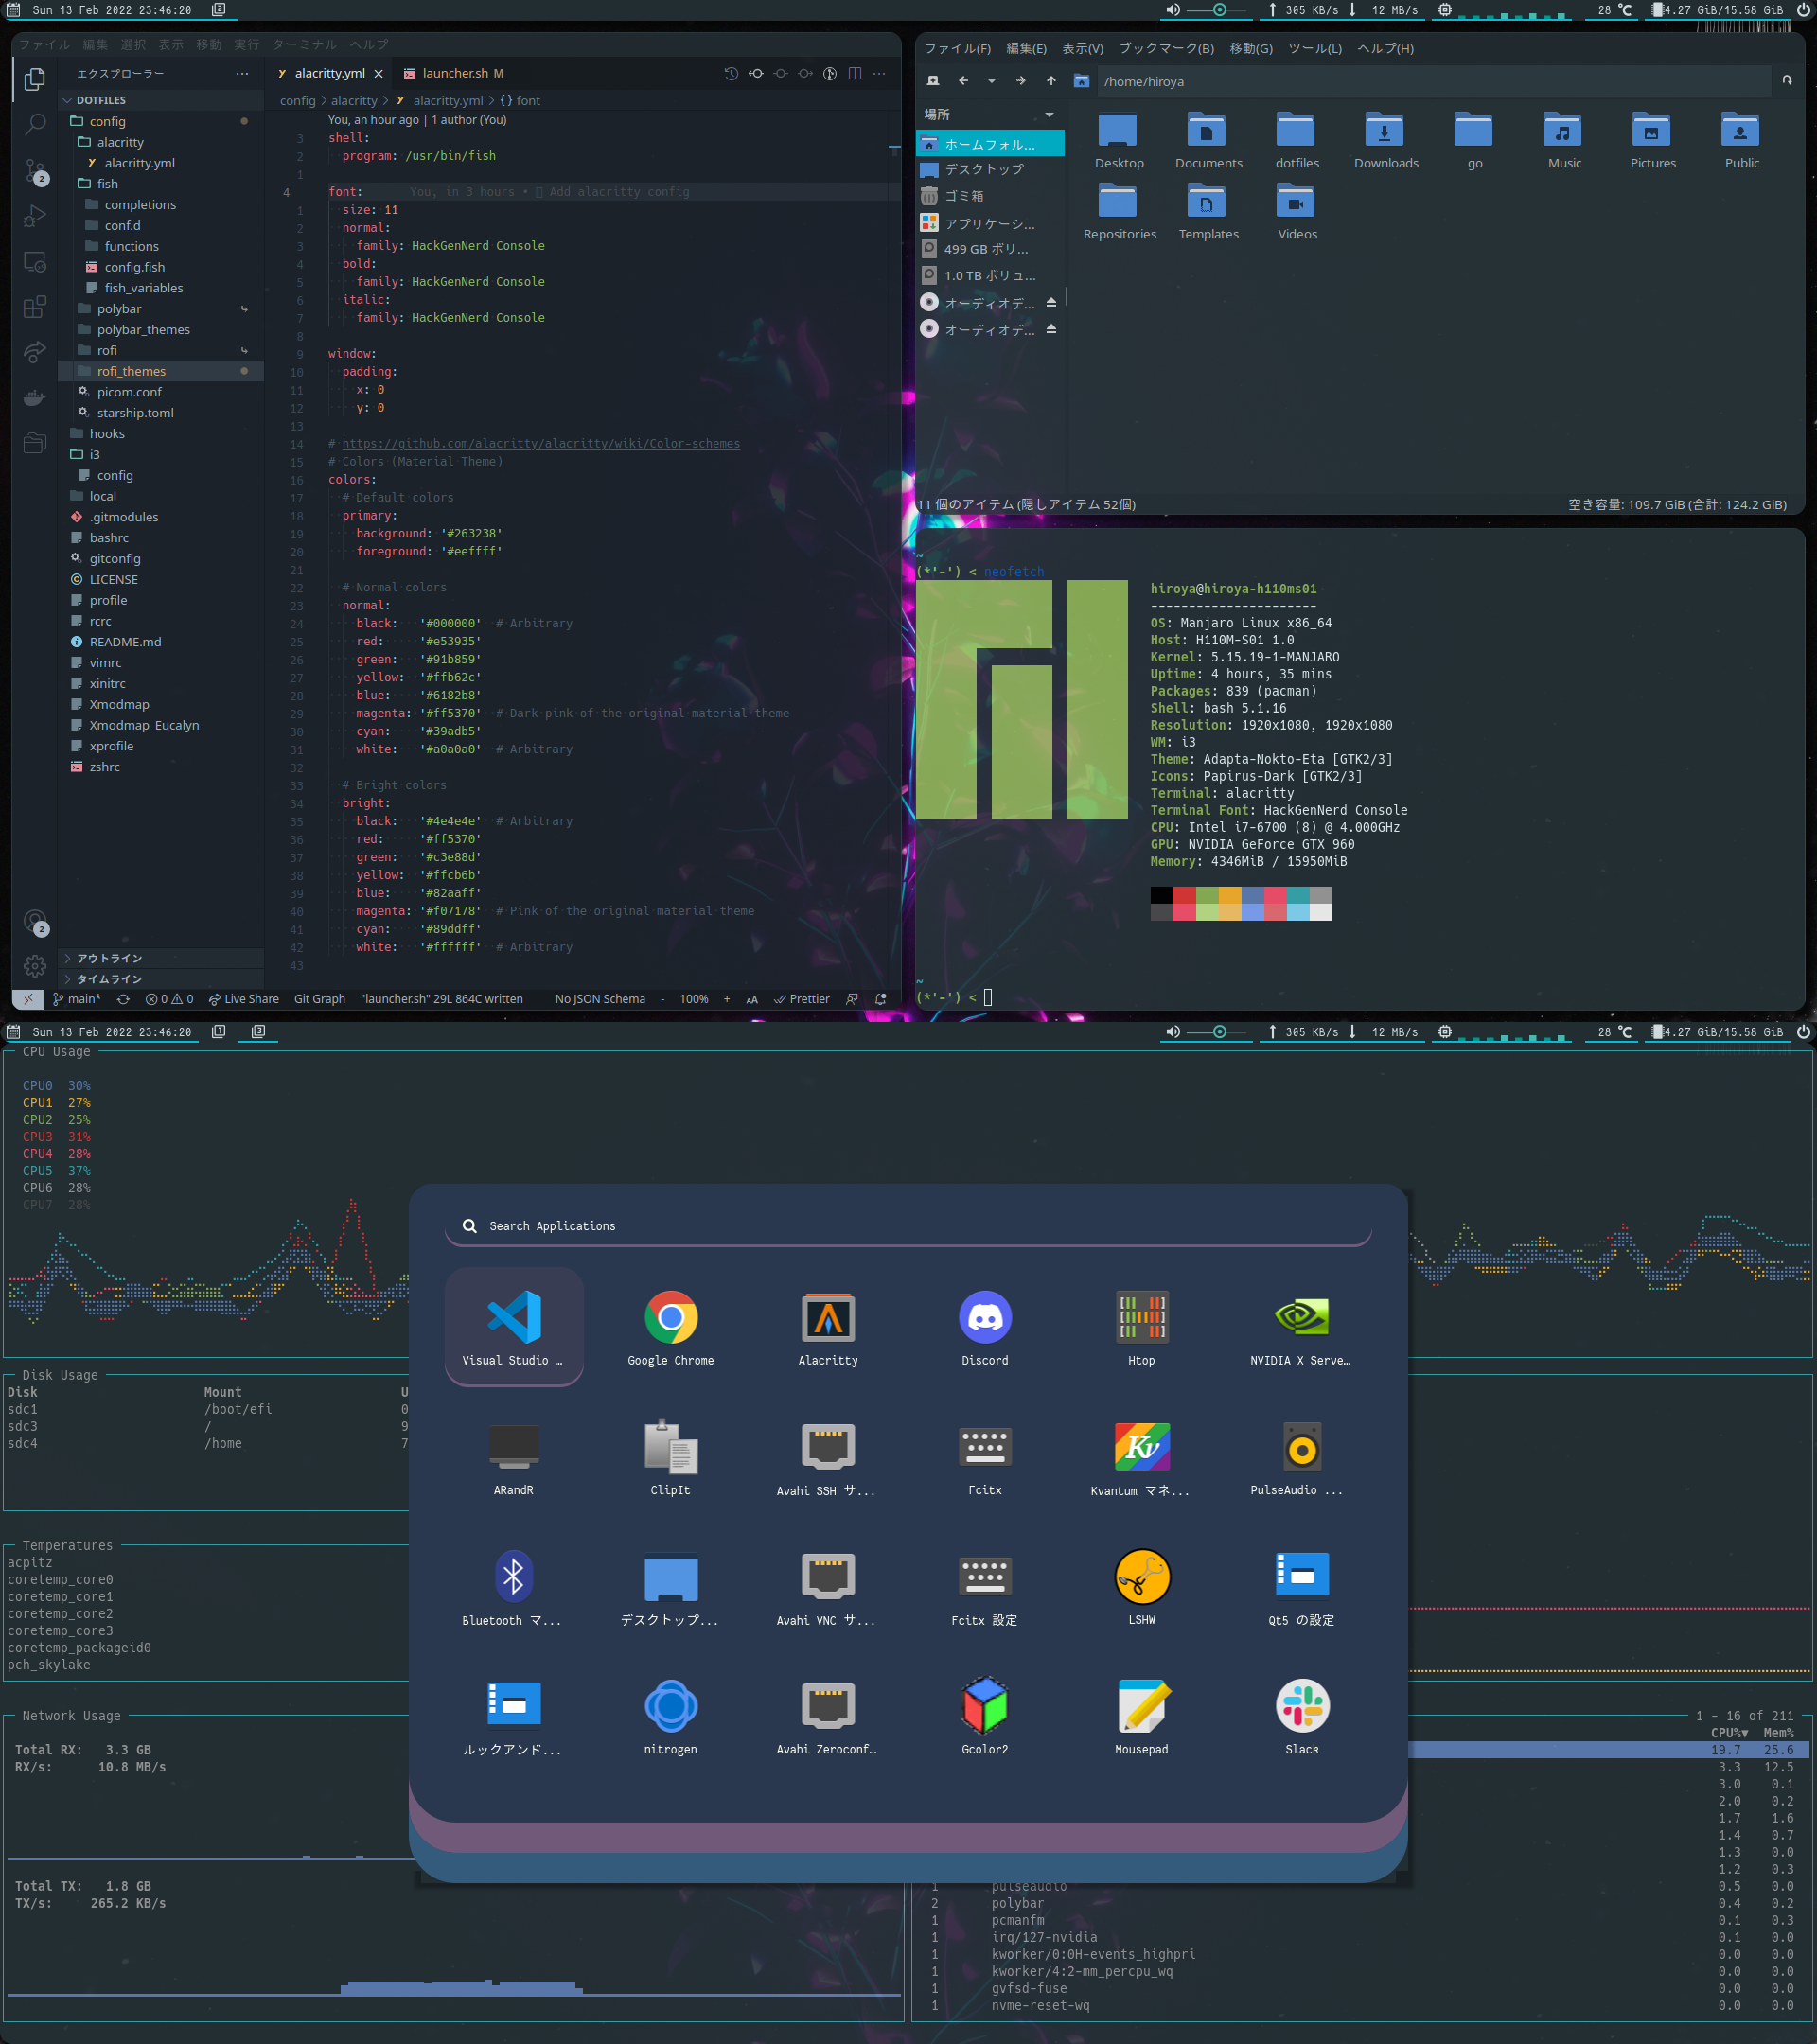 Sun 13 Feb 2022 23:46:20 2
305 KB/s 12 MB/s 28 ℃ 4.27 GiB/15.58 GiB
ファイル 編集 選択 表示 移動 実行 ターミナル ヘルプ
エクスプローラー ···
DOTFILES
config
alacritty
alacritty.yml
fish
completions
conf.d
functions
config.fish
fish_variables
polybar
polybar_themes
rofi
rofi_themes
picom.conf
starship.toml
hooks
i3
config
local
.gitmodules
bashrc
gitconfig
LICENSE
profile
rcrc
README.md
vimrc
xinitrc
Xmodmap
Xmodmap_Eucalyn
xprofile
zshrc
アウトライン
タイムライン
2
2
alacritty.yml × launcher.sh M
config > alacritty > alacritty.yml > {} font
You, an hour ago | 1 author (You)
3 shell:
2 program: /usr/bin/fish
1
4 font: You, in 3 hours • Add alacritty config
1 size: 11
2 normal:
3 family: HackGenNerd Console
4 bold:
5 family: HackGenNerd Console
6 italic:
7 family: HackGenNerd Console
8
9 window:
10 padding:
11 x: 0
12 y: 0
13
14 # https://github.com/alacritty/alacritty/wiki/Color-schemes
15 # Colors (Material Theme)
16 colors:
17 # Default colors
18 primary:
19 background: '#263238'
20 foreground: '#eeffff'
21
22 # Normal colors
23 normal:
24 black: '#000000' # Arbitrary
25 red: '#e53935'
26 green: '#91b859'
27 yellow: '#ffb62c'
28 blue: '#6182b8'
29 magenta: '#ff5370' # Dark pink of the original material theme
30 cyan: '#39adb5'
31 white: '#a0a0a0' # Arbitrary
32
33 # Bright colors
34 bright:
35 black: '#4e4e4e' # Arbitrary
36 red: '#ff5370'
37 green: '#c3e88d'
38 yellow: '#ffcb6b'
39 blue: '#82aaff'
40 magenta: '#f07178' # Pink of the original material theme
41 cyan: '#89ddff'
42 white: '#ffffff' # Arbitrary
43
main* 0 0 Live Share Git Graph "launcher.sh" 29L 864C written No JSON Schema - 100% + AA Prettier
ファイル(F) 編集(E) 表示(V) ブックマーク(B) 移動(G) ツール(L) ヘルプ(H)
/home/hiroya
場所
ホームフォル...
デスクトップ
ゴミ箱
アプリケーシ...
499 GB ボリ...
1.0 TB ボリュ...
オーディオデ...
オーディオデ...
Desktop Documents dotfiles Downloads go Music Pictures Public
Repositories Templates Videos
11 個のアイテム (隠しアイテム 52個) 空き容量: 109.7 GiB (合計: 124.2 GiB)
~
(*'-') < neofetch
hiroya@hiroya-h110ms01
----------------------
OS: Manjaro Linux x86_64
Host: H110M-S01 1.0
Kernel: 5.15.19-1-MANJARO
Uptime: 4 hours, 35 mins
Packages: 839 (pacman)
Shell: bash 5.1.16
Resolution: 1920x1080, 1920x1080
WM: i3
Theme: Adapta-Nokto-Eta [GTK2/3]
Icons: Papirus-Dark [GTK2/3]
Terminal: alacritty
Terminal Font: HackGenNerd Console
CPU: Intel i7-6700 (8) @ 4.000GHz
GPU: NVIDIA GeForce GTX 960
Memory: 4346MiB / 15950MiB
~
(*'-') <
Sun 13 Feb 2022 23:46:20 1 3
305 KB/s 12 MB/s 28 ℃ 4.27 GiB/15.58 GiB
CPU Usage
CPU0 30%
CPU1 27%
CPU2 25%
CPU3 31%
CPU4 28%
CPU5 37%
CPU6 28%
CPU7 28%
Disk Usage
Disk Mount U
sdc1 /boot/efi 0
sdc3 / 9
sdc4 /home 7
Temperatures
acpitz
coretemp_core0
coretemp_core1
coretemp_core2
coretemp_core3
coretemp_packageid0
pch_skylake
Network Usage
Total RX: 3.3 GB
RX/s: 10.8 MB/s
Total TX: 1.8 GB
TX/s: 265.2 KB/s
Search Applications
Visual Studio … Google Chrome Alacritty Discord Htop NVIDIA X Serve…
ARandR ClipIt Avahi SSH サ... Fcitx Kvantum マネ... PulseAudio ...
Bluetooth マ... デスクトップ... Avahi VNC サ... Fcitx 設定 LSHW Qt5 の設定
ルックアンド... nitrogen Avahi Zeroconf… Gcolor2 Mousepad Slack
1 - 16 of 211
CPU%▼ Mem%
19.7 25.6
3.3 12.5
3.0 0.1
2.0 0.2
1.7 1.6
1.4 0.7
1.3 0.0
1.2 0.3
1 pulseaudio 0.5 0.0
2 polybar 0.4 0.2
1 pcmanfm 0.1 0.3
1 irq/127-nvidia 0.1 0.0
1 kworker/0:0H-events_highpri 0.0 0.0
1 kworker/4:2-mm_percpu_wq 0.0 0.0
1 gvfsd-fuse 0.0 0.0
1 nvme-reset-wq 0.0 0.0